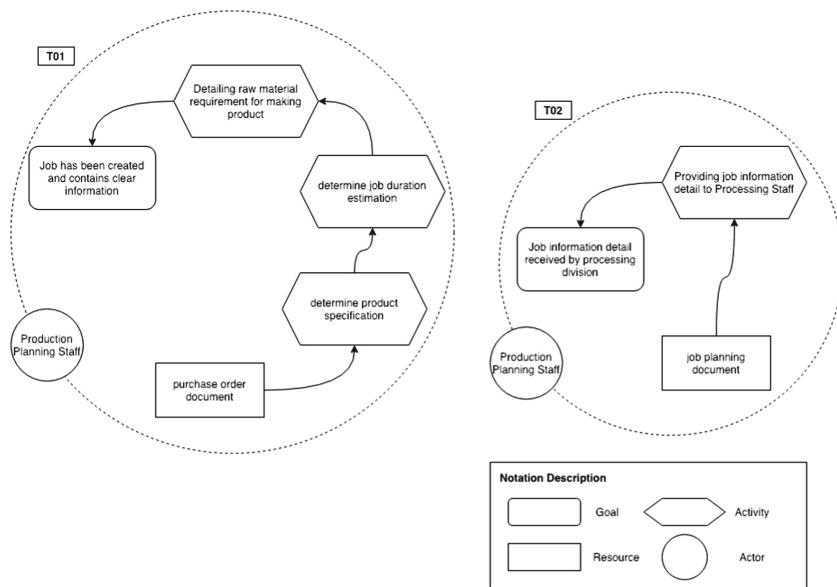 T01
Detailing raw material
requirement for making
product
Job has been created
and contains clear
information
determine job duration
estimation
determine product
specification
Production
Planning Staff
purchase order
document
T02
Providing job information
detail to Processing Staff
Job information detail
received by processing
division
Production
Planning Staff
job planning
document
Notation Description
Goal
Activity
Resource
Actor